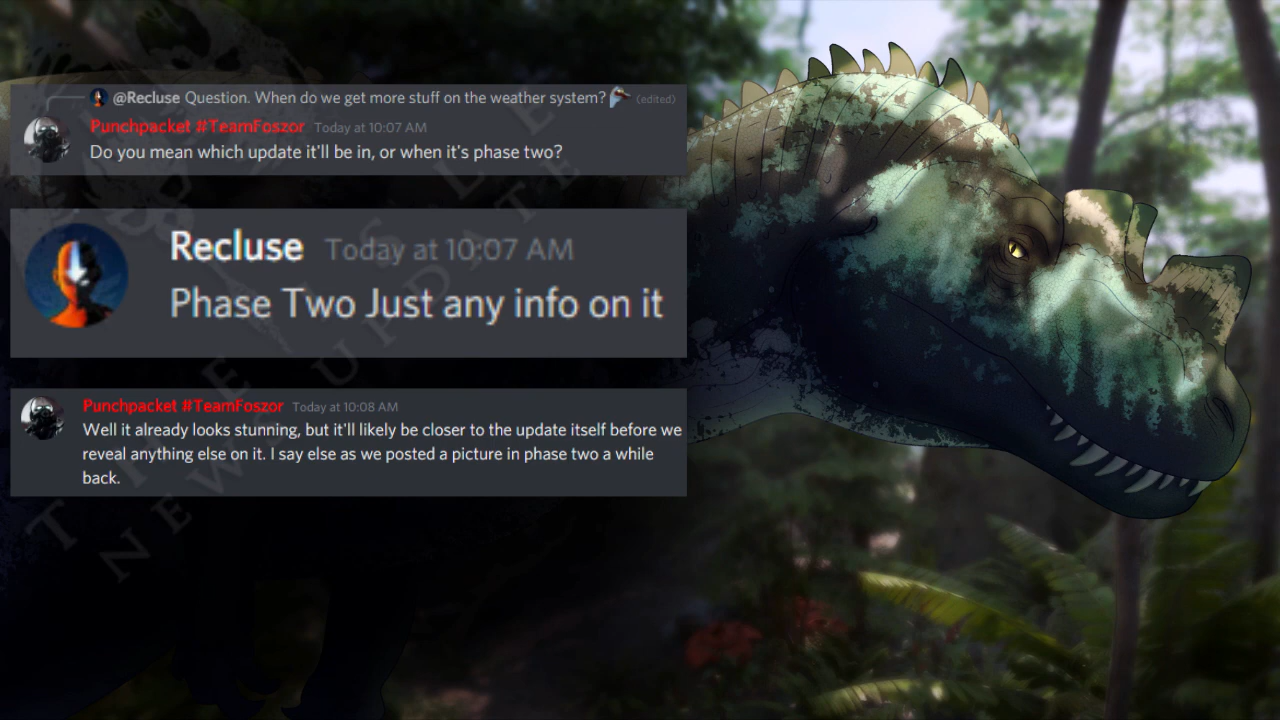 @Recluse Question. When do we get more stuff on the weather system? (edited)
Punchpacket #TeamFoszor Today at 10:07 AM
Do you mean which update it'll be in, or when it's phase two?
Recluse Today at 10:07 AM
Phase Two Just any info on it
Punchpacket #TeamFoszor Today at 10:08 AM
Well it already looks stunning, but it'll likely be closer to the update itself before we
reveal anything else on it. I say else as we posted a picture in phase two a while
back.
THE ISLE
NEWS UPDATE